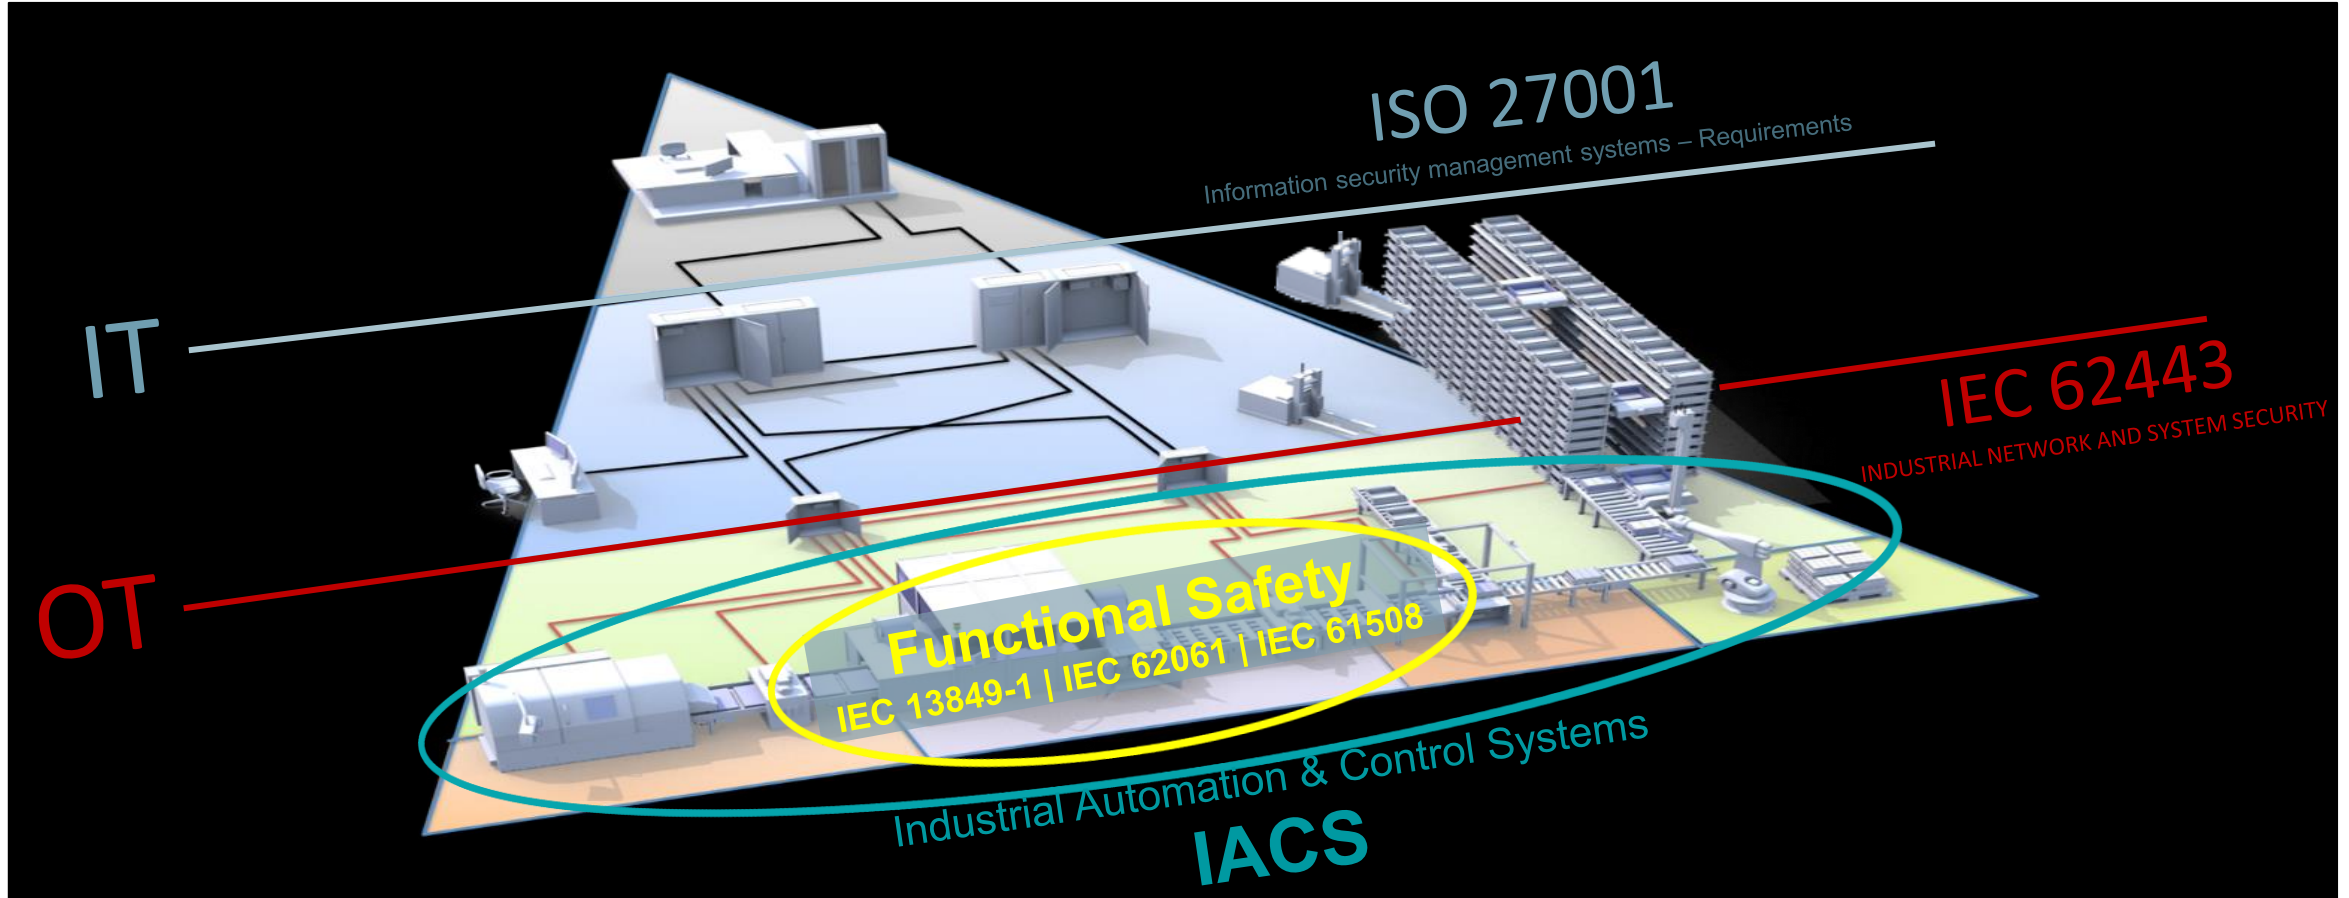 ISO 27001
Information security management systems – Requirements
IT
IEC 62443
INDUSTRIAL NETWORK AND SYSTEM SECURITY
OT
Functional Safety
IEC 13849-1 | IEC 62061 | IEC 61508
Industrial Automation & Control Systems
IACS